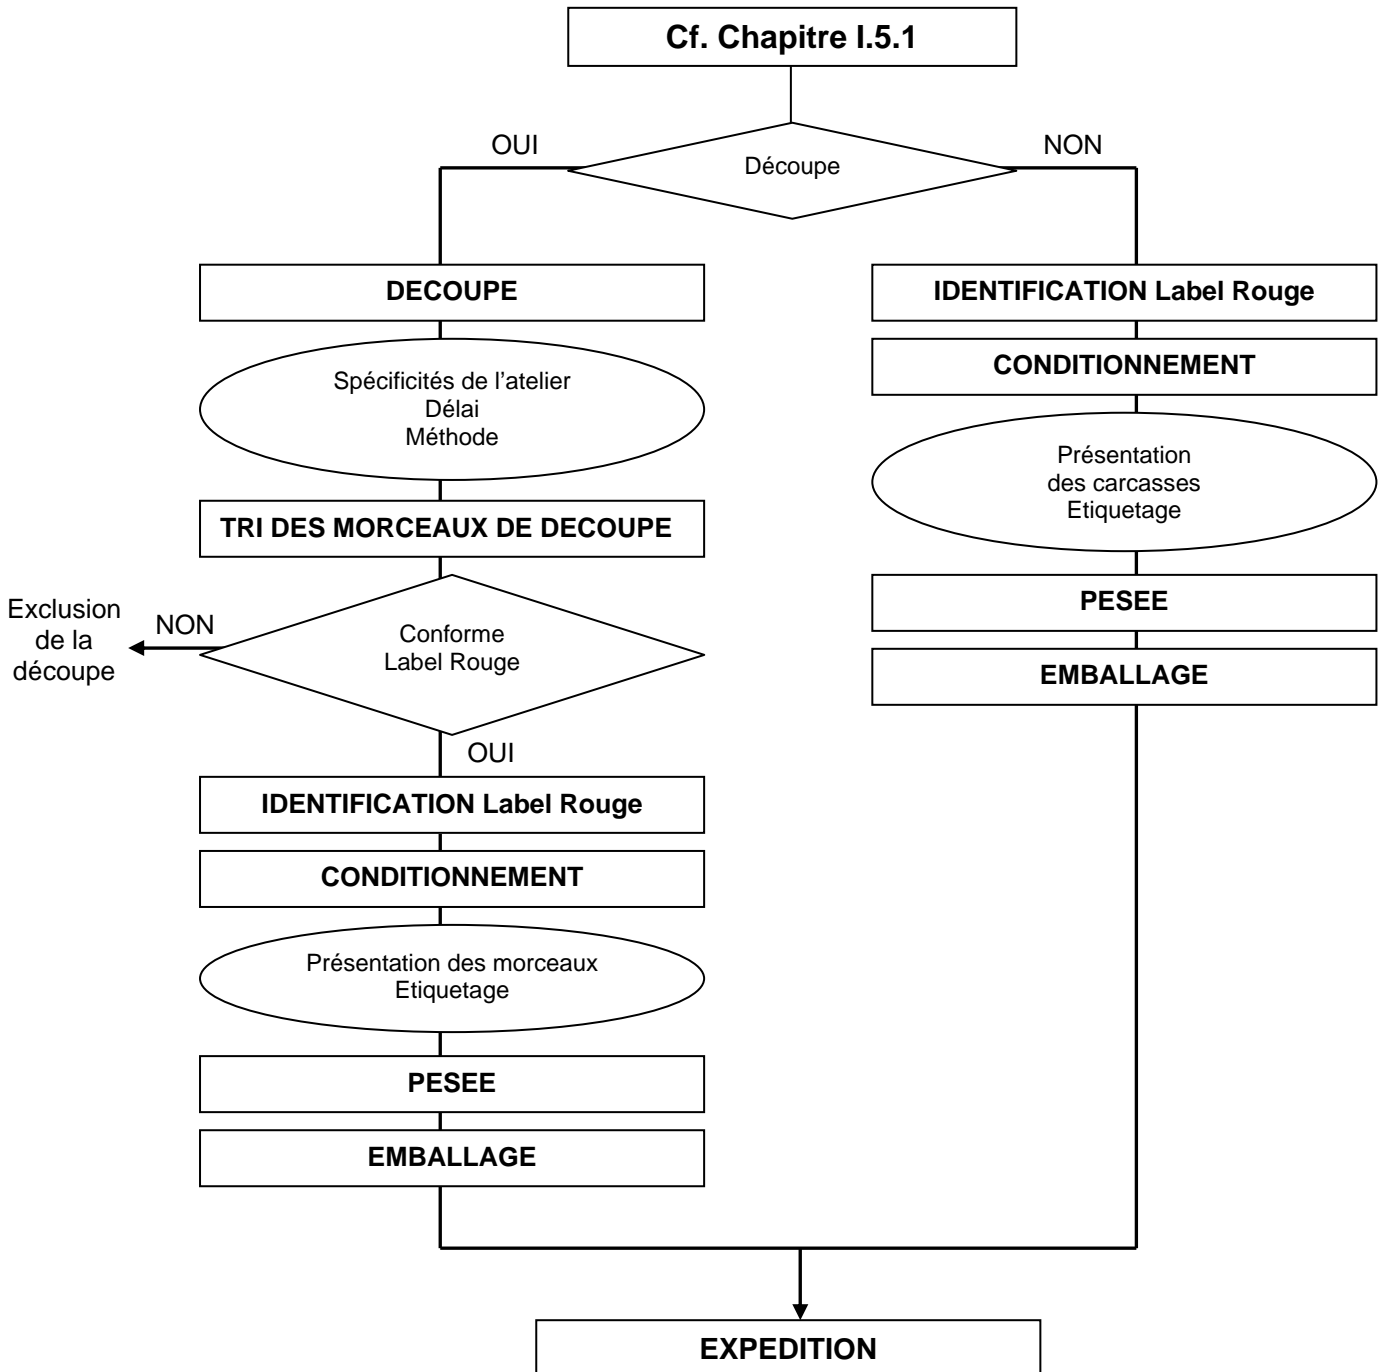 Cf. Chapitre I.5.1
OUI
NON
Découpe
DECOUPE
Spécificités de l’atelier
Délai
Méthode
TRI DES MORCEAUX DE DECOUPE
Exclusion
de la
découpe
NON
Conforme
Label Rouge
OUI
IDENTIFICATION Label Rouge
CONDITIONNEMENT
Présentation des morceaux
Etiquetage
PESEE
EMBALLAGE
IDENTIFICATION Label Rouge
CONDITIONNEMENT
Présentation
des carcasses
Etiquetage
PESEE
EMBALLAGE
EXPEDITION